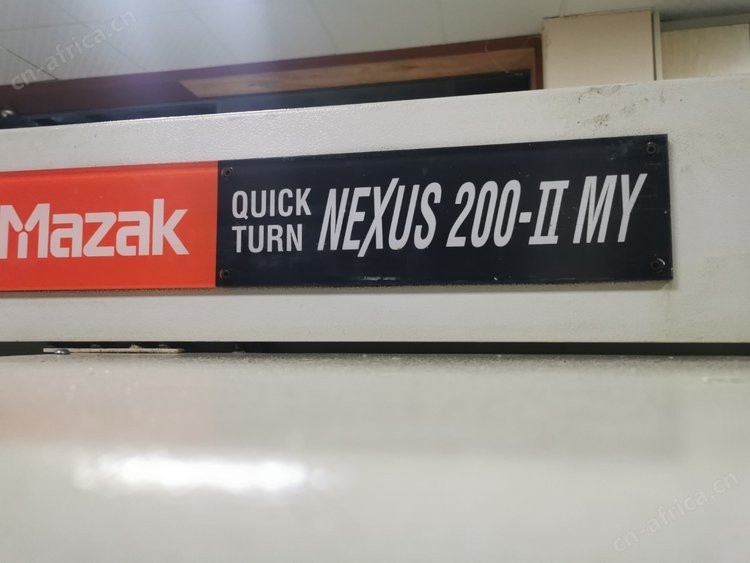 cn-africa.cn
Mazak
QUICK
TURN
NEXUS 200-II MY
cn-africa.cn